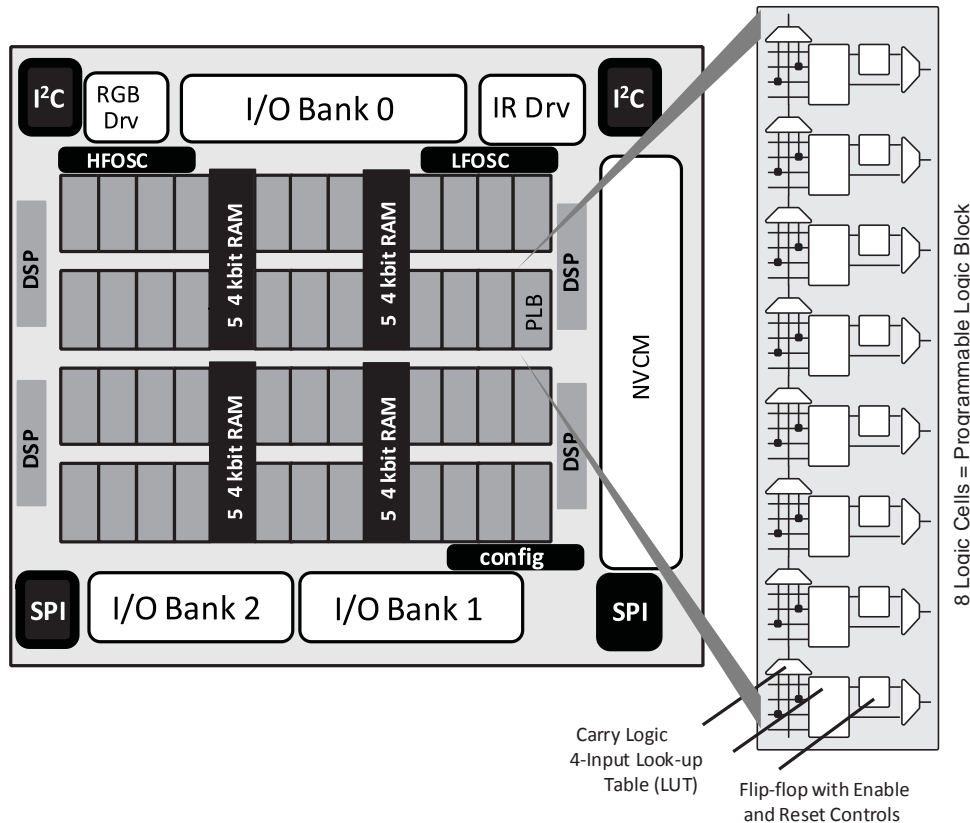 I²C
RGB
Drv
I/O Bank 0
IR Drv
I²C
HFOSC
LFOSC
DSP
5 4 kbit RAM
5 4 kbit RAM
DSP
PLB
NVCM
DSP
5 4 kbit RAM
5 4 kbit RAM
DSP
config
SPI
I/O Bank 2
I/O Bank 1
SPI
8 Logic Cells = Programmable Logic Block
Carry Logic
4-Input Look-up
Table (LUT)
Flip-flop with Enable
and Reset Controls